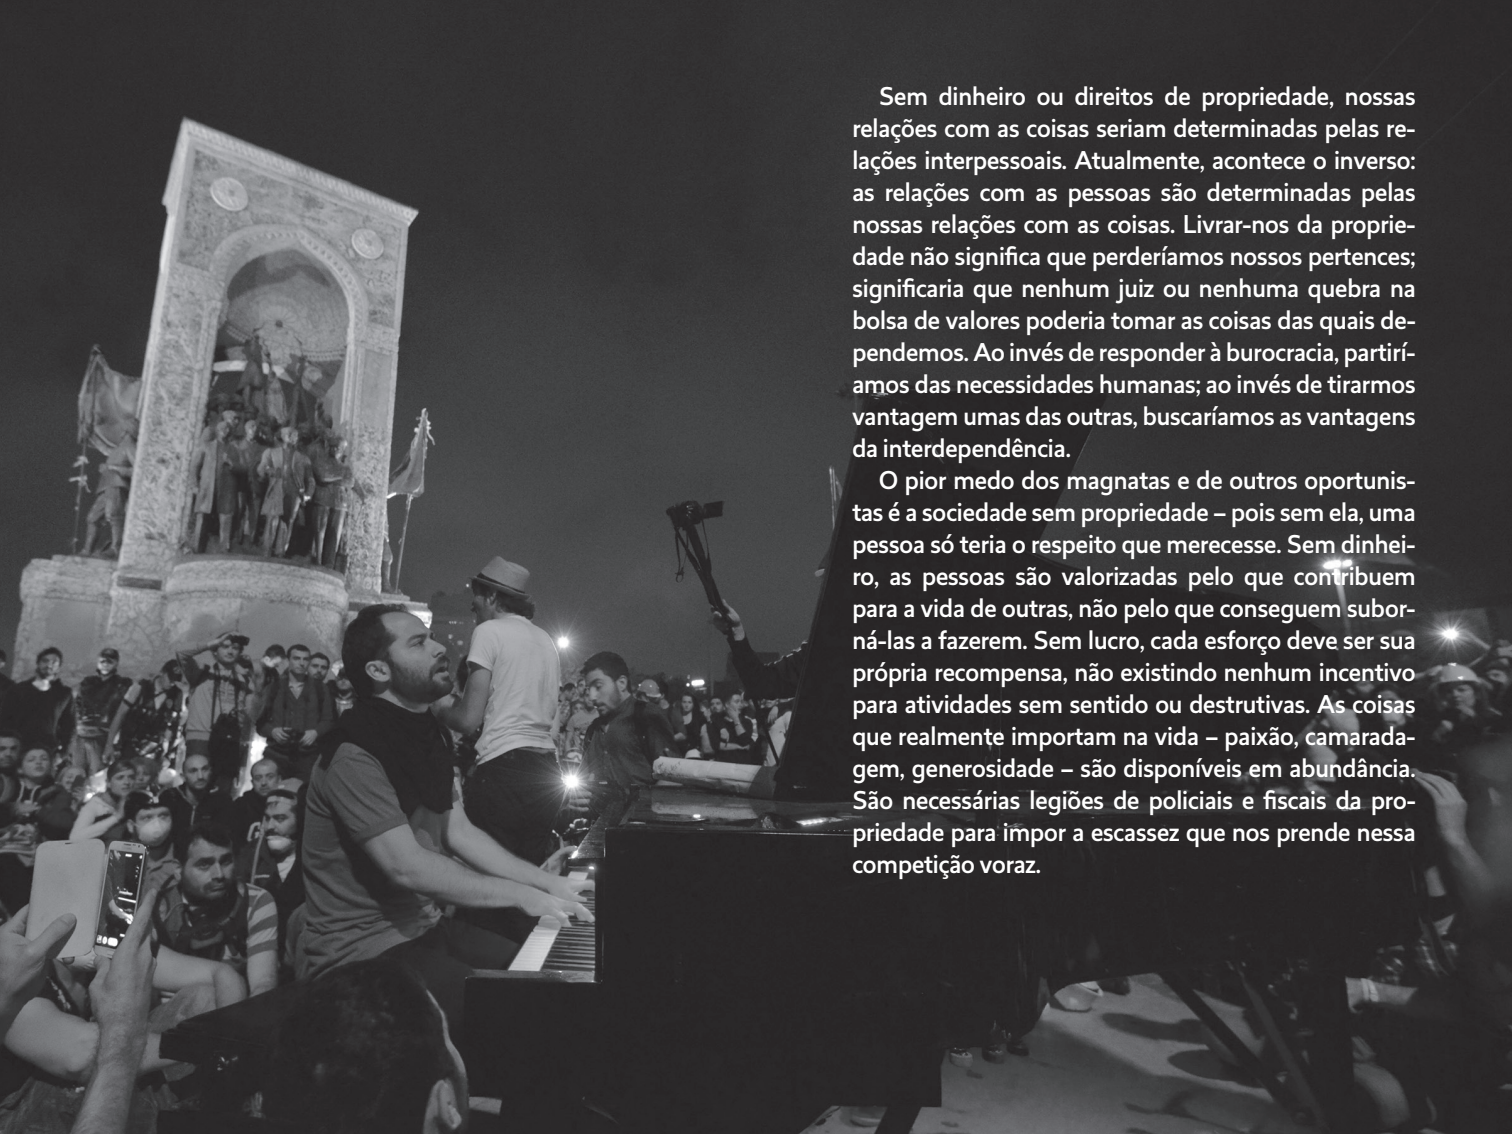 Sem dinheiro ou direitos de propriedade, nossas
relações com as coisas seriam determinadas pelas re-
lações interpessoais. Atualmente, acontece o inverso:
as relações com as pessoas são determinadas pelas
nossas relações com as coisas. Livrar-nos da proprie-
dade não significa que perderíamos nossos pertences;
significaria que nenhum juiz ou nenhuma quebra na
bolsa de valores poderia tomar as coisas das quais de-
pendemos. Ao invés de responder à burocracia, partirí-
amos das necessidades humanas; ao invés de tirarmos
vantagem umas das outras, buscaríamos as vantagens
da interdependência.
O pior medo dos magnatas e de outros oportunis-
tas é a sociedade sem propriedade – pois sem ela, uma
pessoa só teria o respeito que merecesse. Sem dinhei-
ro, as pessoas são valorizadas pelo que contribuem
para a vida de outras, não pelo que conseguem subor-
ná-las a fazerem. Sem lucro, cada esforço deve ser sua
própria recompensa, não existindo nenhum incentivo
para atividades sem sentido ou destrutivas. As coisas
que realmente importam na vida – paixão, camarada-
gem, generosidade – são disponíveis em abundância.
São necessárias legiões de policiais e fiscais da pro-
priedade para impor a escassez que nos prende nessa
competição voraz.